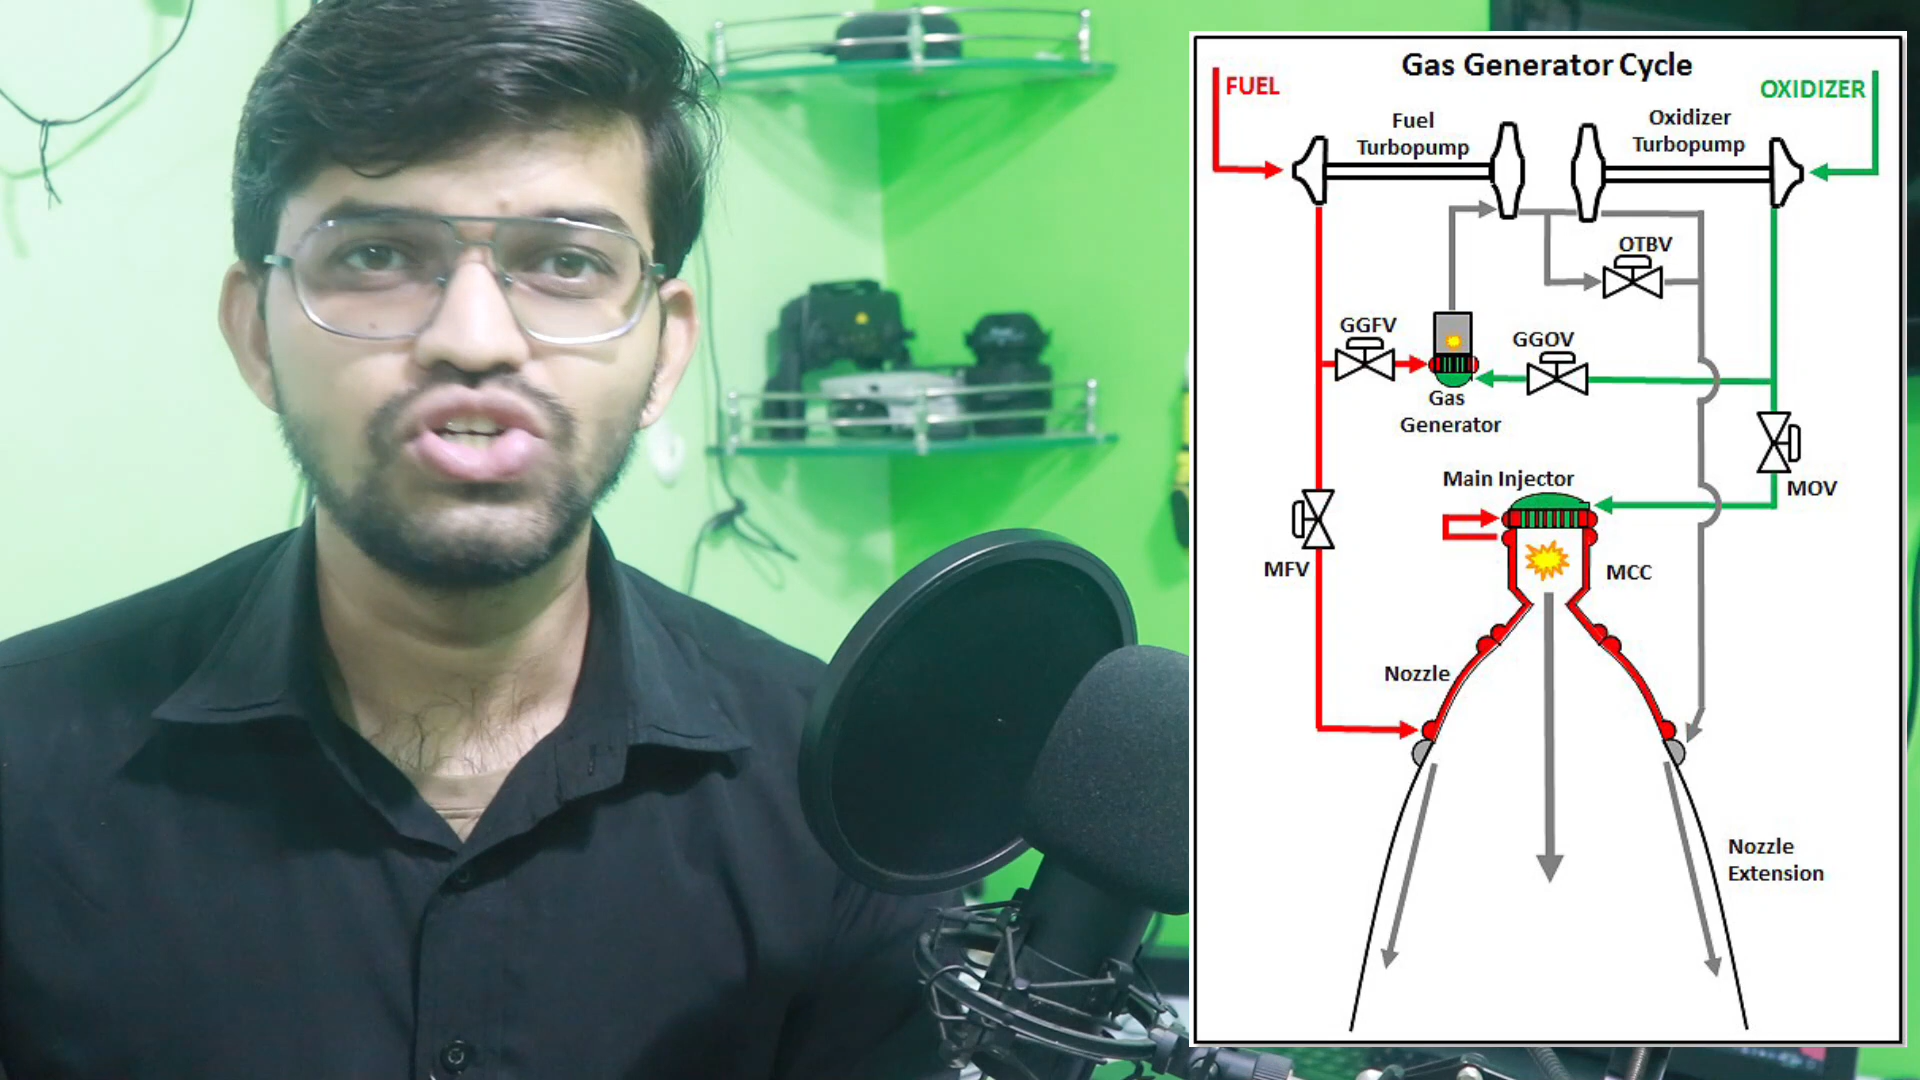 Gas Generator Cycle
FUEL
OXIDIZER
Fuel
Turbopump
Oxidizer
Turbopump
OTBV
GGFV
GGOV
Gas
Generator
Main Injector
MOV
MFV
MCC
Nozzle
Nozzle
Extension